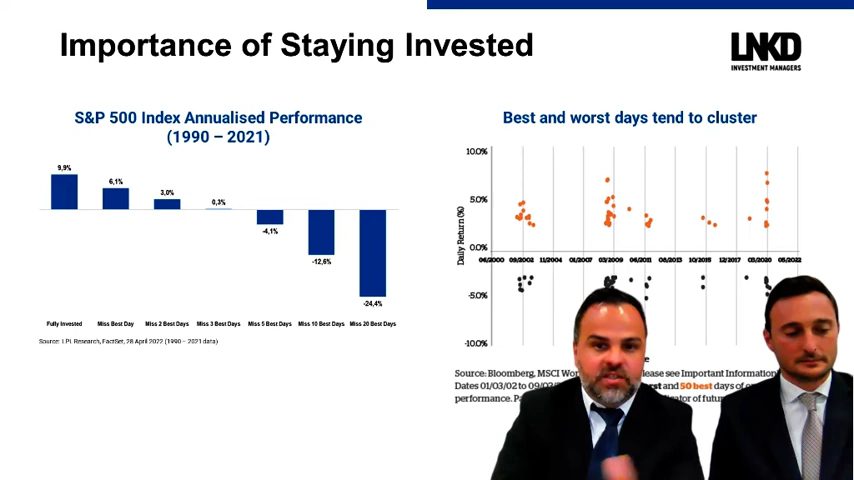 Importance of Staying Invested
LNKD
INVESTMENT MANAGERS
S&P 500 Index Annualised Performance
(1990 – 2021)
9,9%
6,1%
3,0%
0,3%
-4,1%
-12,6%
-24,4%
Fully Invested Miss Best Day Miss 2 Best Days Miss 3 Best Days Miss 5 Best Days Miss 10 Best Days Miss 20 Best Days
Source: LPL Research, FactSet, 28 April 2022 (1990 – 2021 data)
Best and worst days tend to cluster
Daily Return (%)
10.0%
5.0%
0.0%
-5.0%
-10.0%
06/2000 09/2002 11/2004 01/2007 03/2009 06/2011 08/2013 10/2015 12/2017 03/2020 05/2022
Source: Bloomberg, MSCI Please see Important Information
Dates 01/03/02 to and 50 best days of
performance. of